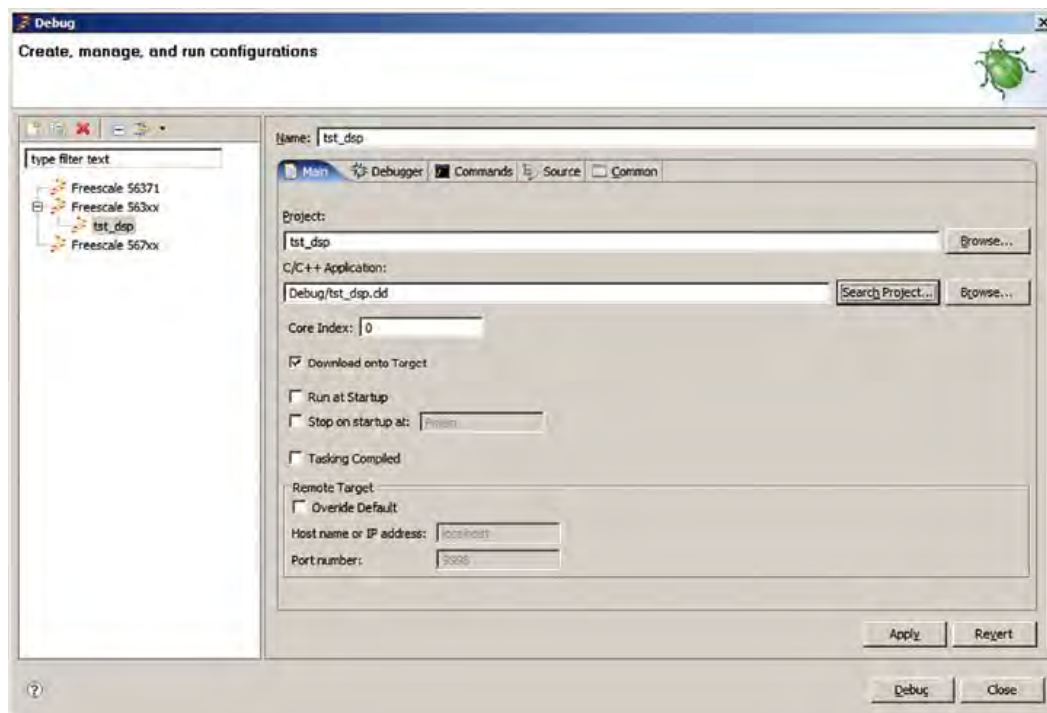 Debug
Create, manage, and run configurations
type filter text
Freescale 56371
Freescale 563xx
tst_dsp
Freescale 567xx
Name: tst_dsp
Main Debugger Commands Source Common
Project:
tst_dsp Browse...
C/C++ Application:
Debug/tst_dsp.cld Search Project... Browse...
Core Index: 0
Download onto Target
Run at Startup
Stop on startup at:
Tasking Compiled
Remote Target
Overide Default
Host name or IP address: localhost
Port number: 9998
Apply Revert
? Debug Close